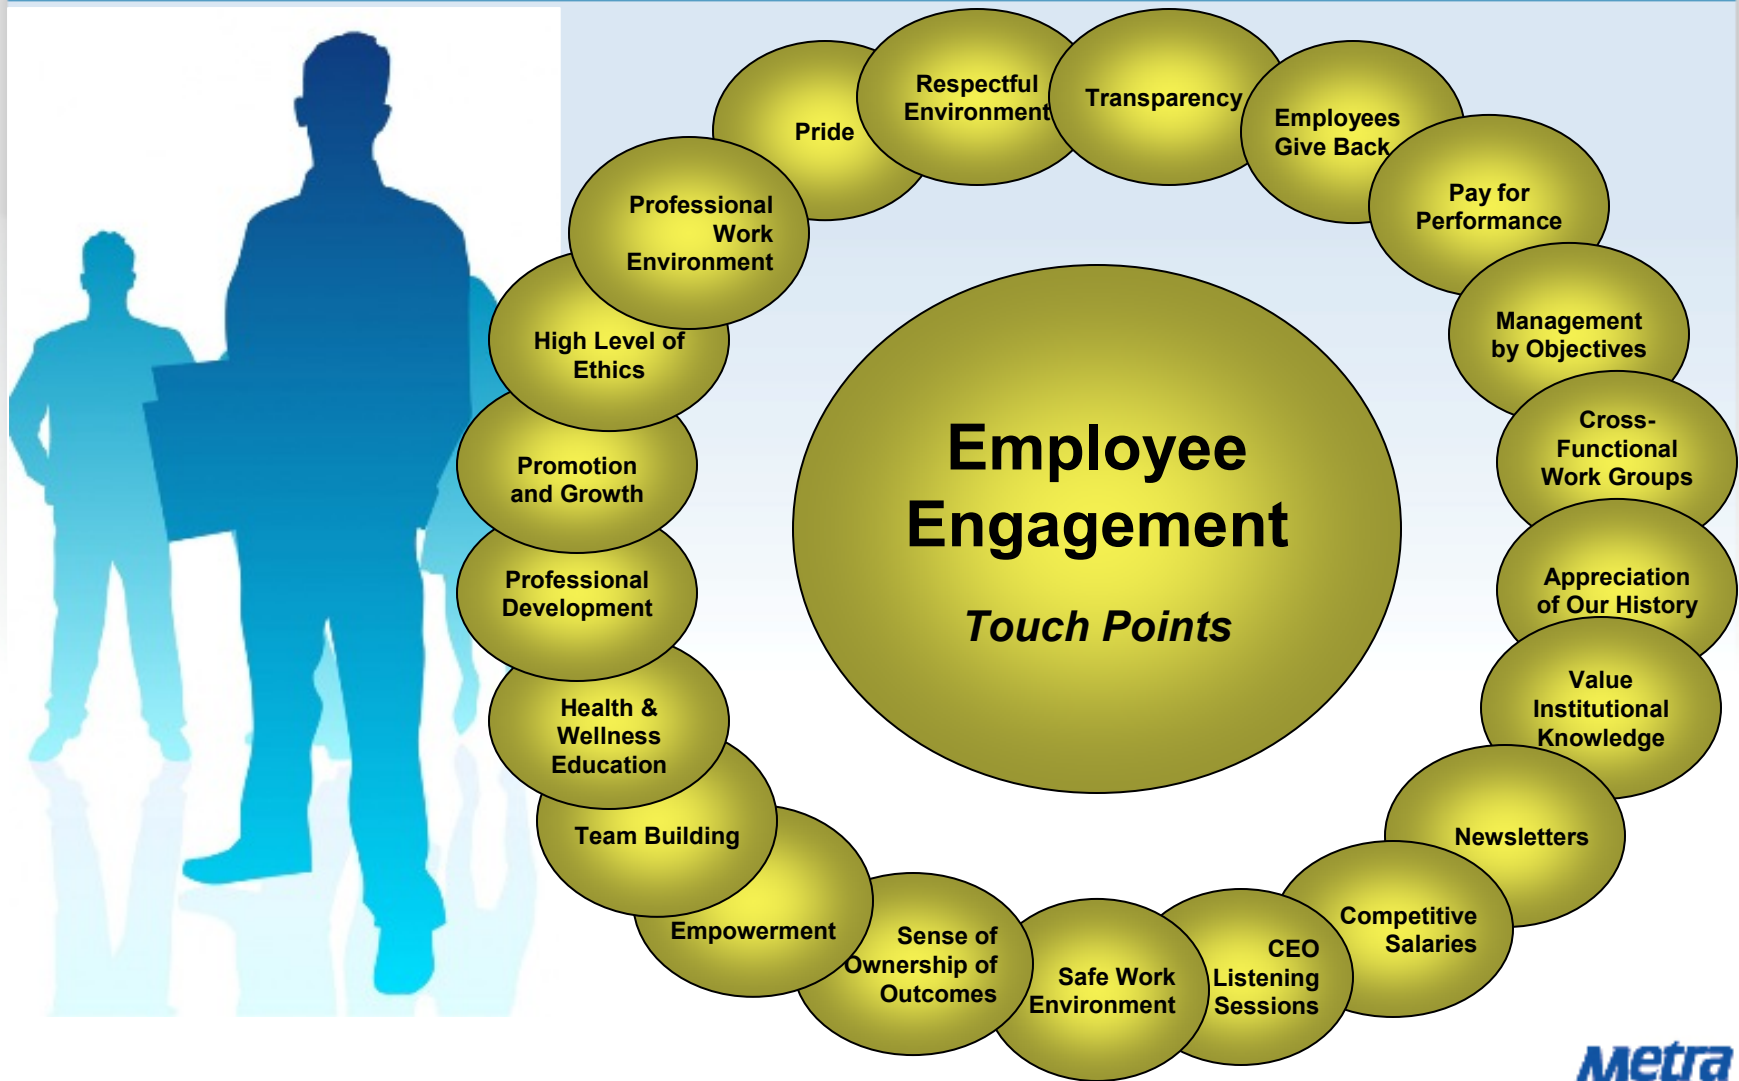 Respectful
Environment
Transparency
Employees
Give Back
Pride
Pay for
Performance
Professional
Work
Environment
Management
by Objectives
High Level of
Ethics
Cross-
Functional
Work Groups
Employee
Engagement
Touch Points
Promotion
and Growth
Appreciation
of Our History
Professional
Development
Value
Institutional
Knowledge
Health &
Wellness
Education
Newsletters
Team Building
Competitive
Salaries
Empowerment
Sense of
Ownership of
Outcomes
CEO
Listening
Sessions
Safe Work
Environment
Metra